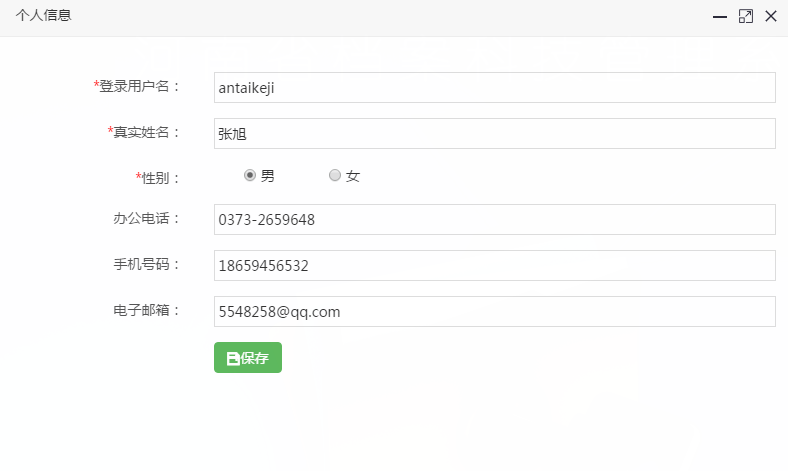 个人信息
*登录用户名： antaikeji
*真实姓名： 张旭
*性别： 男 女
办公电话： 0373-2659648
手机号码： 18659456532
电子邮箱： 5548258@qq.com
保存